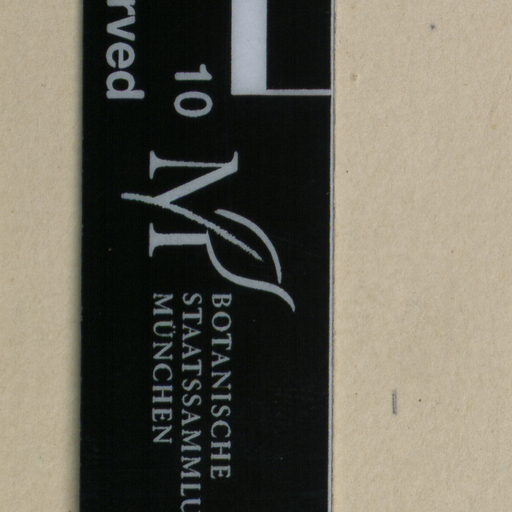 rved
10
BOTANISCHE
STAATSSAMMLU
MÜNCHEN